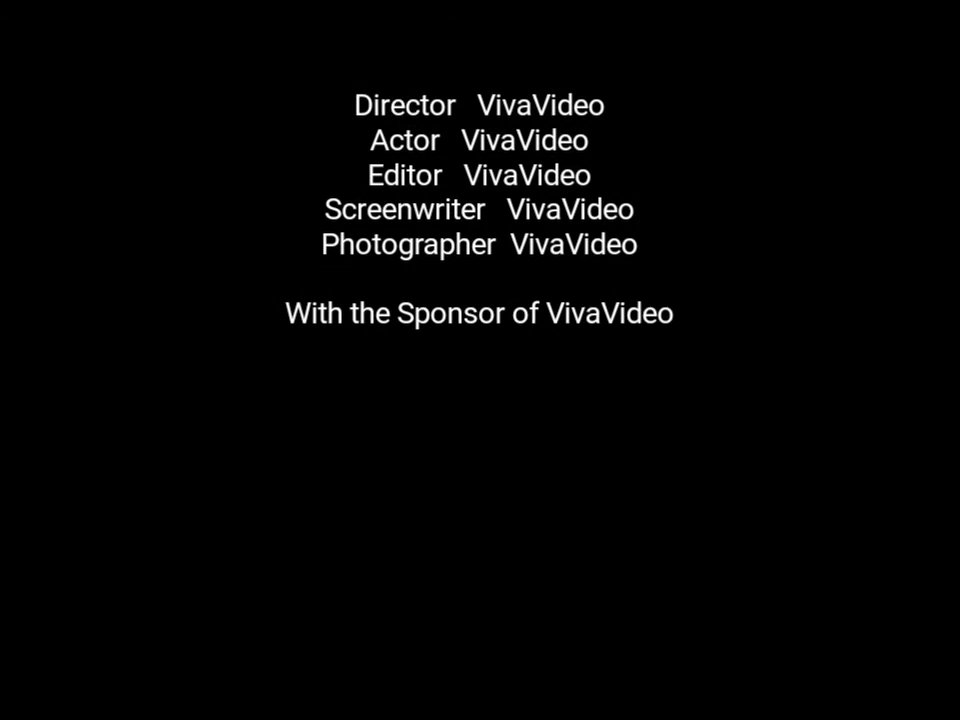 Director VivaVideo
Actor VivaVideo
Editor VivaVideo
Screenwriter VivaVideo
Photographer VivaVideo
With the Sponsor of VivaVideo